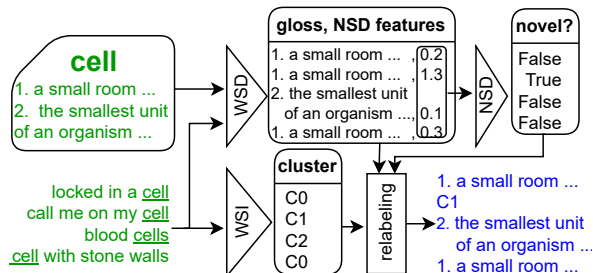 cell
1. a small room ...
2. the smallest unit
of an organism ...
locked in a cell
call me on my cell
blood cells
cell with stone walls
WSD
WSI
gloss, NSD features
1. a small room ... , 0.2
1. a small room ... , 1.3
2. the smallest unit
of an organism ..., 0.1
1. a small room ... , 0.3
cluster
C0
C1
C2
C0
NSD
novel?
False
True
False
False
relabeling
1. a small room ...
C1
2. the smallest unit
of an organism ...
1. a small room ...